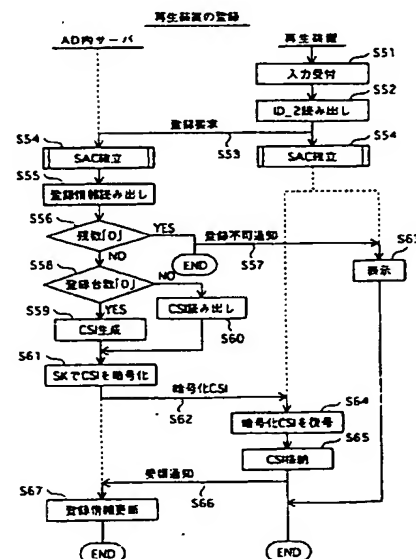 再生装置の登録
AD内サーバ
再生装置
S51
入力受付
S52
ID_2読み出し
登録要求
S53
S54
SAC確立
S54
SAC確立
S55
登録情報読み出し
S56
残数「0」
YES
NO
END
登録不可通知
S57
S63
表示
S58
登録台数「0」
NO
YES
S59
CSI生成
CSI読み出し
S60
S61
SKでCSIを暗号化
暗号化CSI
S62
S64
暗号化CSIを復号
S65
CSI格納
受領通知
S66
S67
登録情報更新
END
END